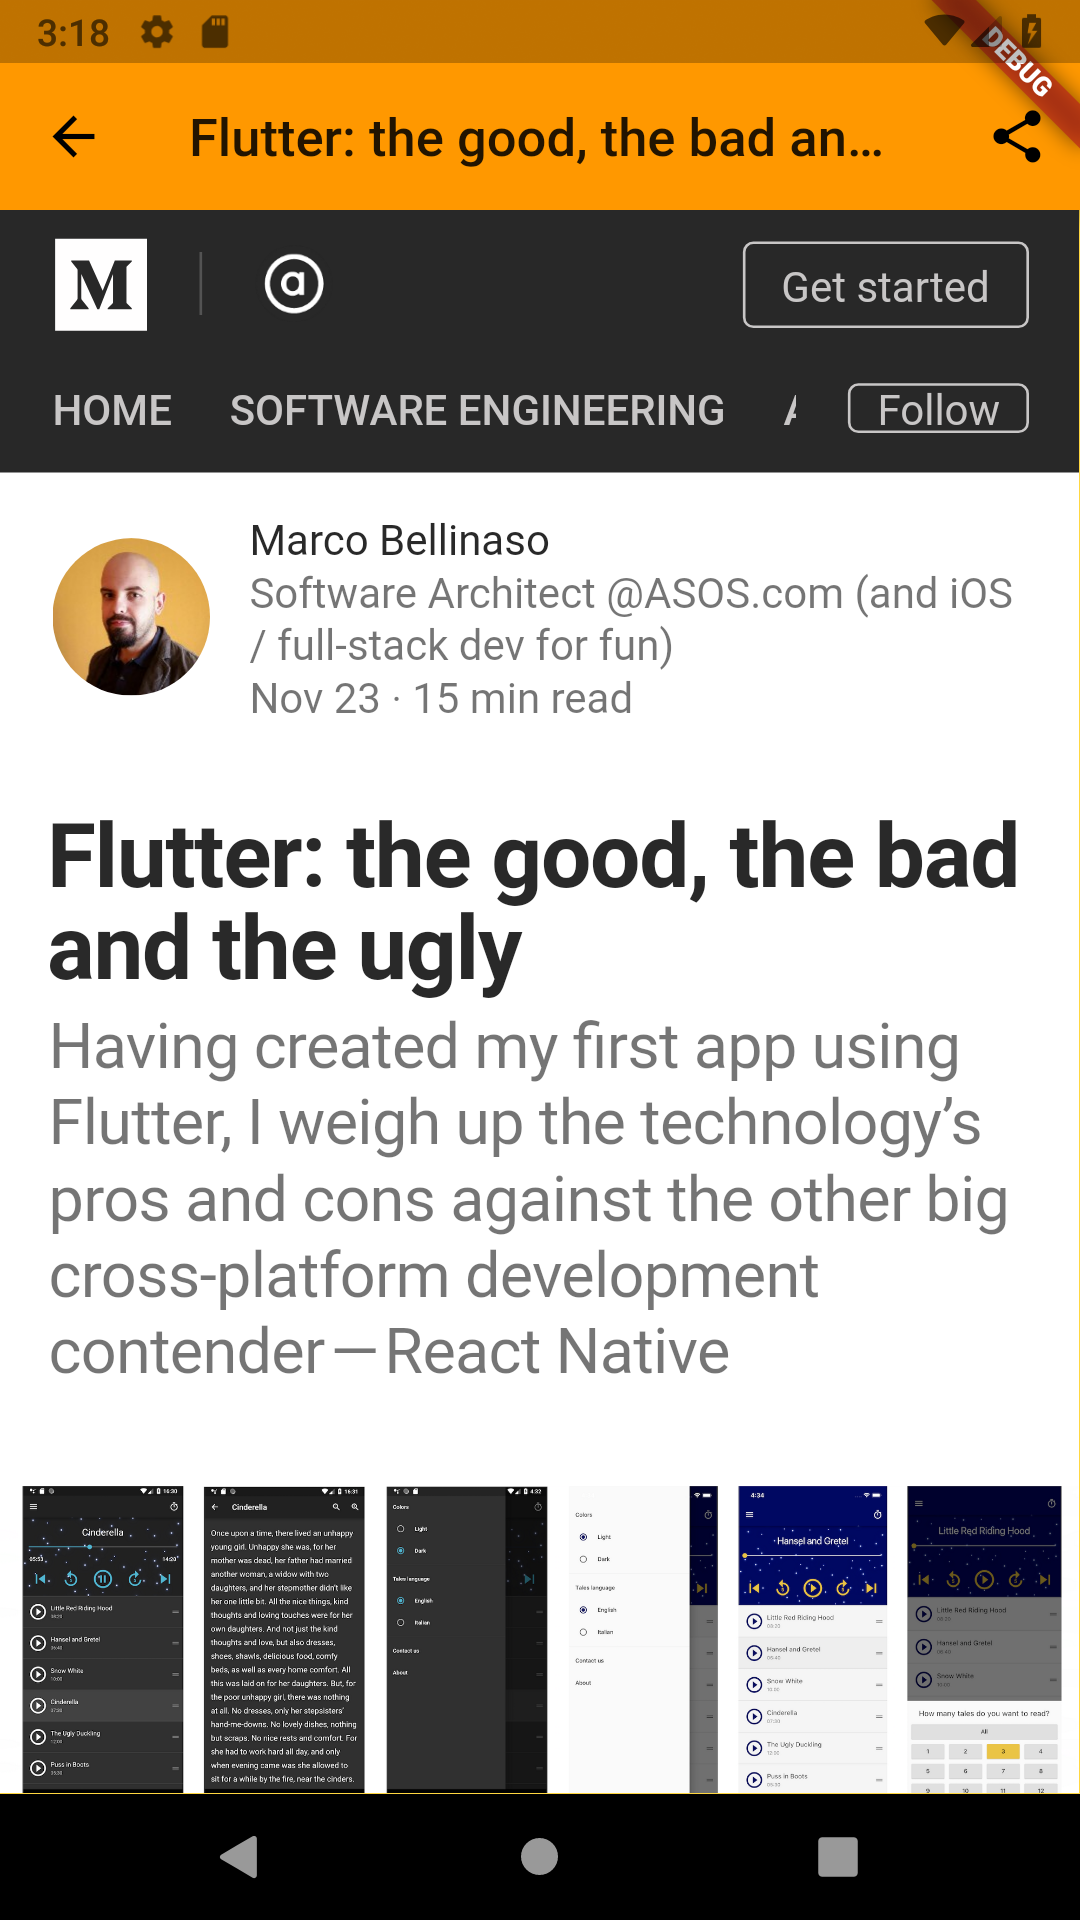 3:18
DEBUG
Flutter: the good, the bad an...
M
a
Get started
HOME
SOFTWARE ENGINEERING
Follow
Marco Bellinaso
Software Architect @ASOS.com (and iOS
/ full-stack dev for fun)
Nov 23 · 15 min read
Flutter: the good, the bad
and the ugly
Having created my first app using
Flutter, I weigh up the technology’s
pros and cons against the other big
cross-platform development
contender — React Native
16:30
Cinderella
05:53
14:20
Little Red Riding Hood
Hansel and Gretel
Snow White
Cinderella
The Ugly Duckling
Puss in Boots
16:31
Cinderella
Once upon a time, there lived an unhappy
young girl. Unhappy she was, for her
mother was dead, her father had married
another woman, a widow with two
daughters, and her stepmother didn't like
her one little bit. All the nice things, kind
thoughts and loving touches were for her
own daughters. And not just the kind
thoughts and love, but also dresses,
shoes, shawls, delicious food, comfy
beds, as well as every home comfort. All
this was laid on for her daughters. But, for
the poor unhappy girl, there was nothing
at all. No dresses, only her stepsisters'
hand-me-downs. No lovely dishes, nothing
but scraps. No nice rests and comfort. For
she had to work hard all day, and only
when evening came was she allowed to
sit for a while by the fire, near the cinders.
4:32
Colors
Light
Dark
Tales language
English
Italian
Contact us
About
Colors
Light
Dark
Tales language
English
Italian
Contact us
About
4:34
Hansel and Gretel
Little Red Riding Hood
Hansel and Gretel
Snow White
Cinderella
The Ugly Duckling
Puss in Boots
Little Red Riding Hood
Little Red Riding Hood
Hansel and Gretel
Snow White
How many tales do you want to read?
All
1 2 3 4
5 6 7 8
9 10 11 12